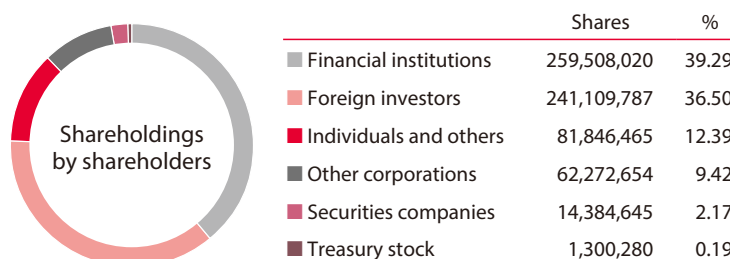 Shareholdings
by shareholders
Shares %
Financial institutions 259,508,020 39.29
Foreign investors 241,109,787 36.50
Individuals and others 81,846,465 12.39
Other corporations 62,272,654 9.42
Securities companies 14,384,645 2.17
Treasury stock 1,300,280 0.19